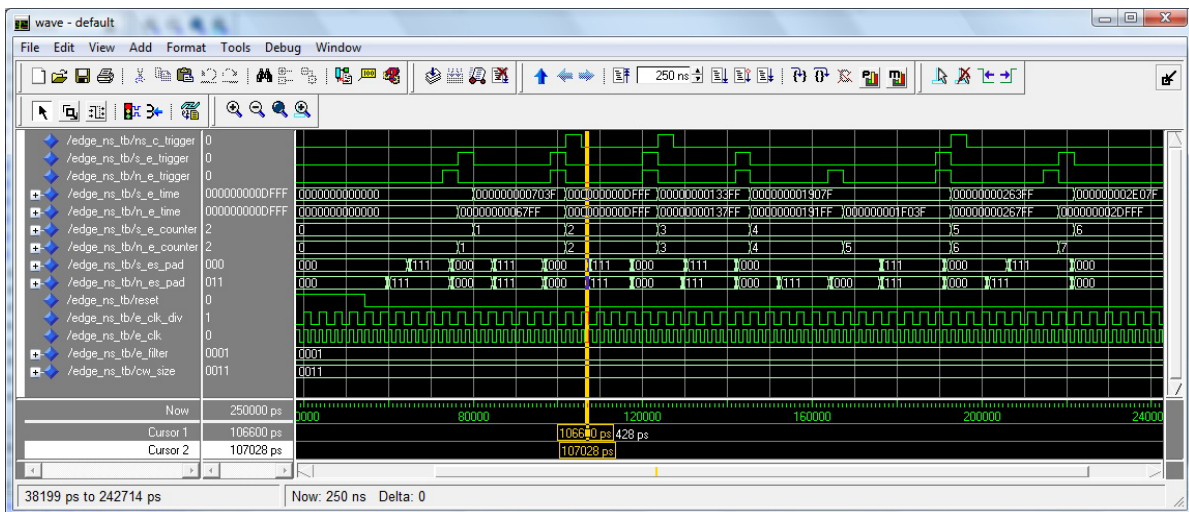 wave - default
File Edit View Add Format Tools Debug Window
250 ns
/edge_ns_tb/ns_c_trigger 0
/edge_ns_tb/s_e_trigger 0
/edge_ns_tb/n_e_trigger 0
/edge_ns_tb/s_e_time 000000000DFFF 0000000000000 000000000703F 000000000DFFF 00000000133FF 000000001907F 00000000263FF 000000002E07F
/edge_ns_tb/n_e_time 000000000DFFF 0000000000000 00000000067FF 000000000DFFF 00000000137FF 00000000191FF 000000001F03F 00000000267FF 000000002DFFF
/edge_ns_tb/s_e_counter 2 0 1 2 3 4 5 6
/edge_ns_tb/n_e_counter 2 0 1 2 3 4 5 6 7
/edge_ns_tb/s_es_pad 000 000 111 000 111 000 111 000 111 000 111 000 111 000
/edge_ns_tb/n_es_pad 011 000 111 000 111 000 111 000 111 000 111 000 111 000 111 000
/edge_ns_tb/reset 0
/edge_ns_tb/e_clk_div 1
/edge_ns_tb/e_clk 0
/edge_ns_tb/e_filter 0001 0001
/edge_ns_tb/cw_size 0011 0011
Now 250000 ps 0000 80000 120000 160000 200000 24000
Cursor 1 106600 ps 106600 ps 428 ps
Cursor 2 107028 ps 107028 ps
38199 ps to 242714 ps Now: 250 ns Delta: 0